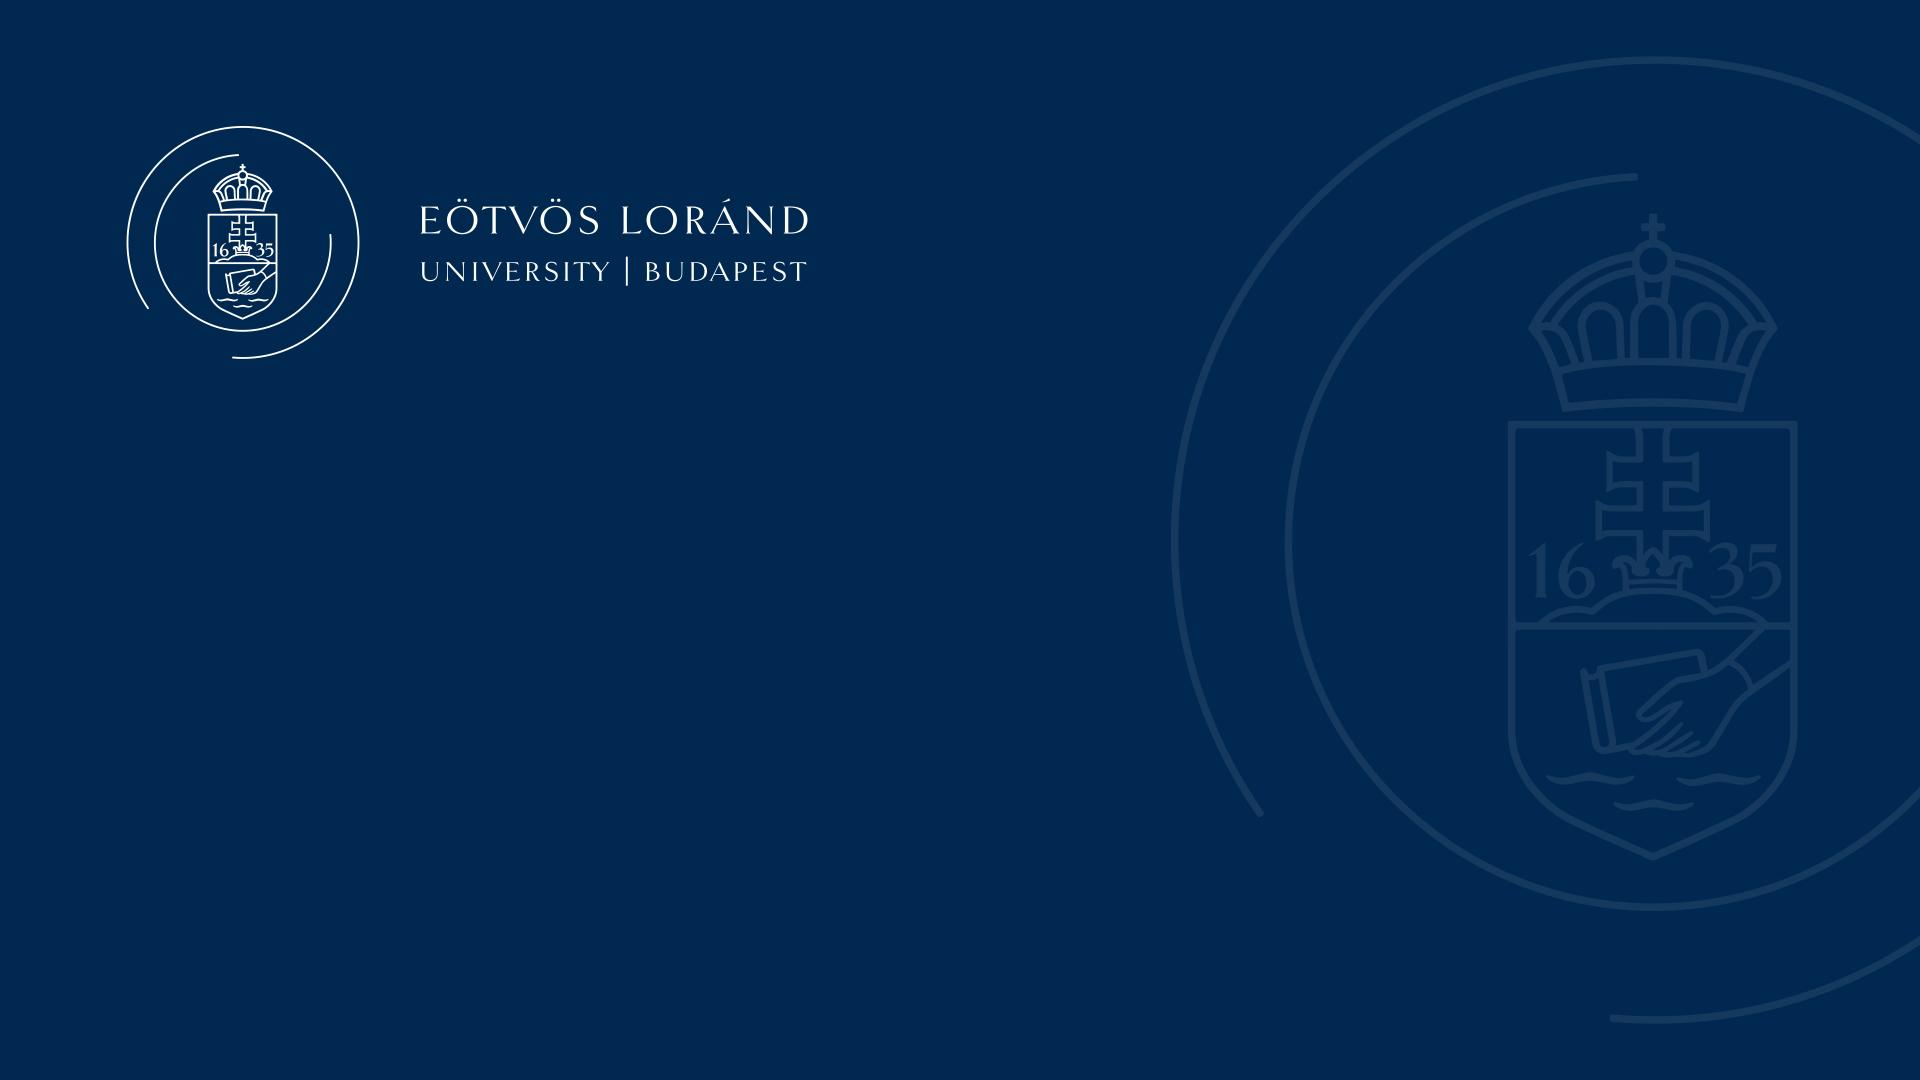 EÖTVÖS LORÁND
UNIVERSITY | BUDAPEST
16 35
16 35